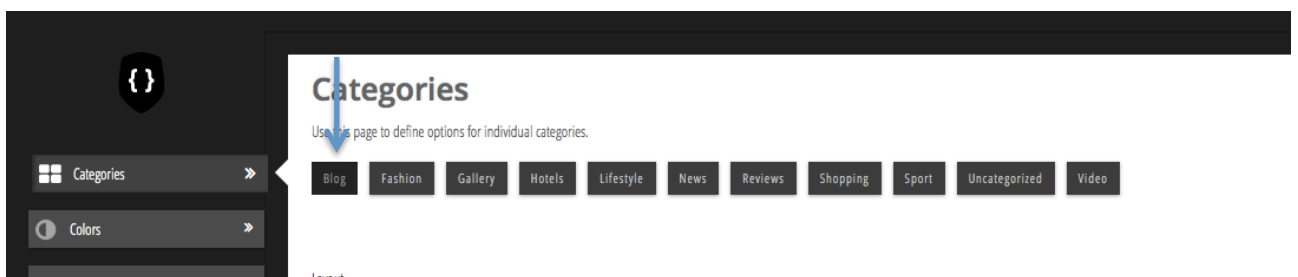 { }
Categories
Use this page to define options for individual categories.
Categories »
Blog Fashion Gallery Hotels Lifestyle News Reviews Shopping Sport Uncategorized Video
Colors »